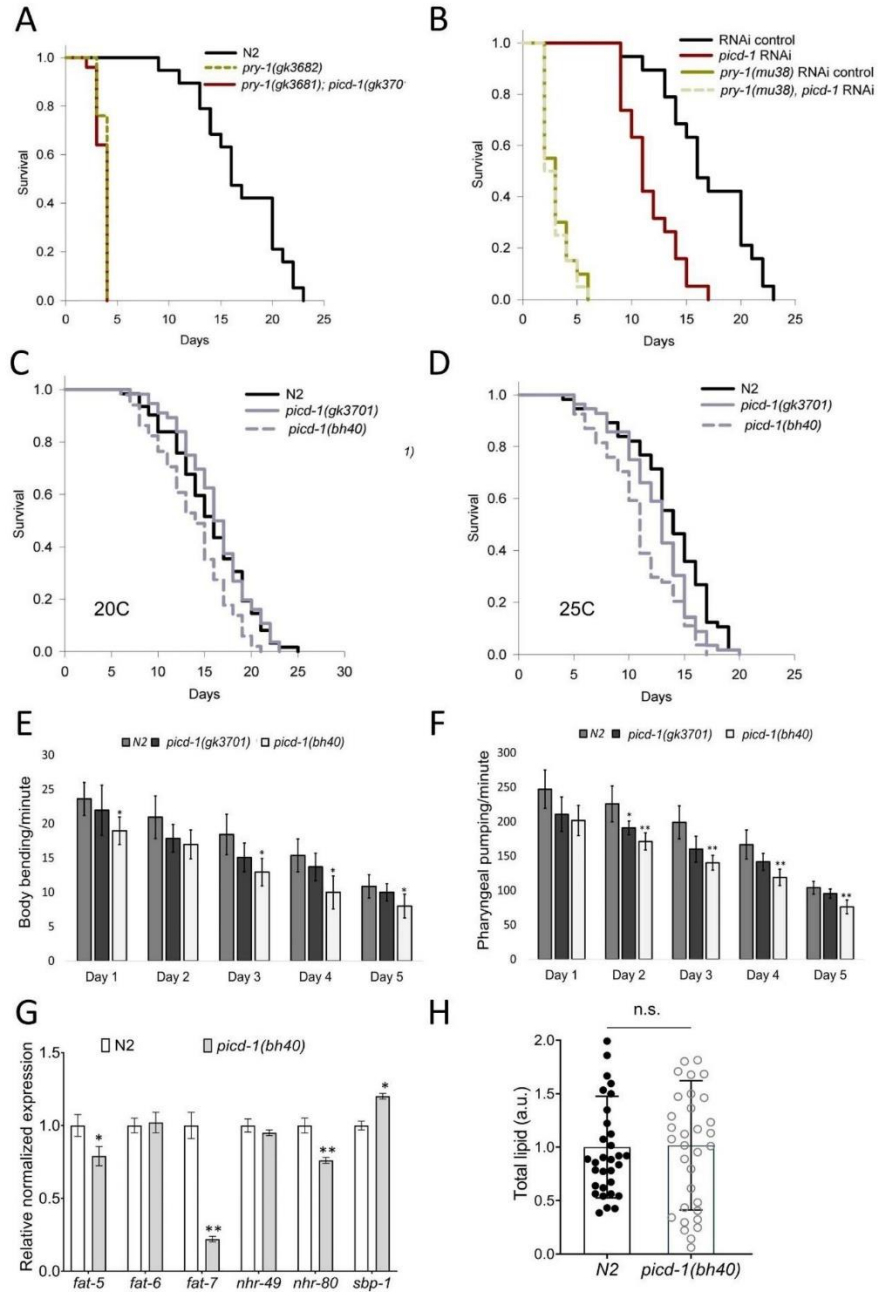 A
N2
pry-1(gk3682)
pry-1(gk3681); picd-1(gk370
Survival
1.0
0.8
0.6
0.4
0.2
0.0
0 5 10 15 20 25
Days
B
RNAi control
picd-1 RNAi
pry-1(mu38) RNAi control
pry-1(mu38), picd-1 RNAi
Survival
1.0
0.8
0.6
0.4
0.2
0.0
0 5 10 15 20 25
Days
C
N2
picd-1(gk3701)
picd-1(bh40)
1)
Survival
1.0
0.8
0.6
0.4
0.2
0.0
20C
0 5 10 15 20 25 30
Days
D
N2
picd-1(gk3701)
picd-1(bh40)
Survival
1.0
0.8
0.6
0.4
0.2
0.0
25C
0 5 10 15 20 25
Days
E
N2 picd-1(gk3701) picd-1(bh40)
Body bending/minute
30
25
20
15
10
5
0
* * * *
Day 1 Day 2 Day 3 Day 4 Day 5
F
N2 picd-1(gk3701) picd-1(bh40)
Pharyngeal pumping/minute
300
250
200
150
100
50
0
* ** ** ** **
Day 1 Day 2 Day 3 Day 4 Day 5
G
N2 picd-1(bh40)
Relative normalized expression
1.5
1.0
0.5
0.0
* ** ** *
fat-5 fat-6 fat-7 nhr-49 nhr-80 sbp-1
H
n.s.
Total lipid (a.u.)
2.0
1.5
1.0
0.5
0.0
N2 picd-1(bh40)